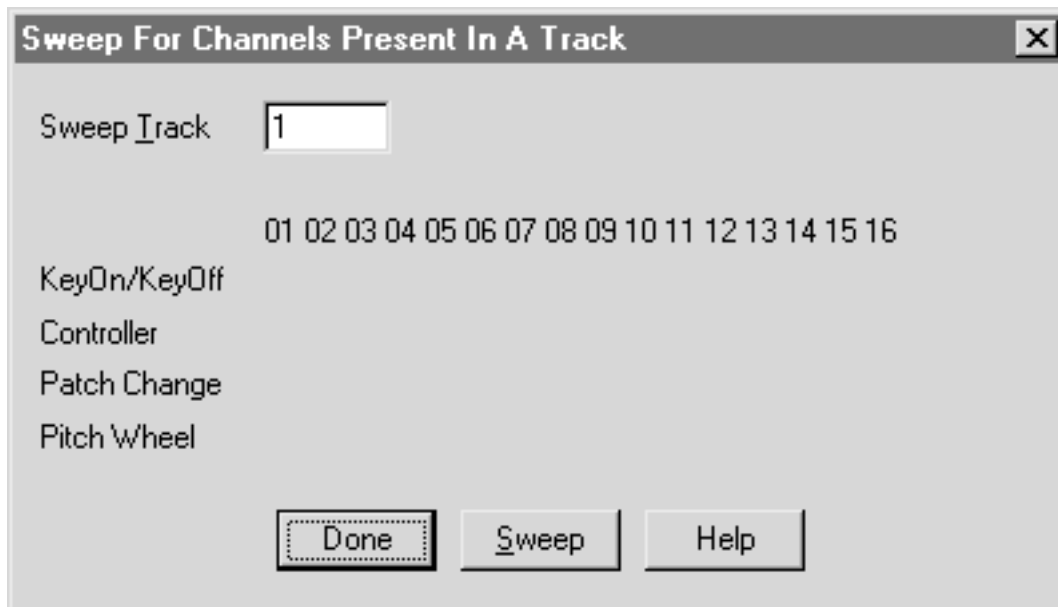 Sweep For Channels Present In A Track
Sweep Track 1
01 02 03 04 05 06 07 08 09 10 11 12 13 14 15 16
KeyOn/KeyOff
Controller
Patch Change
Pitch Wheel
Done Sweep Help